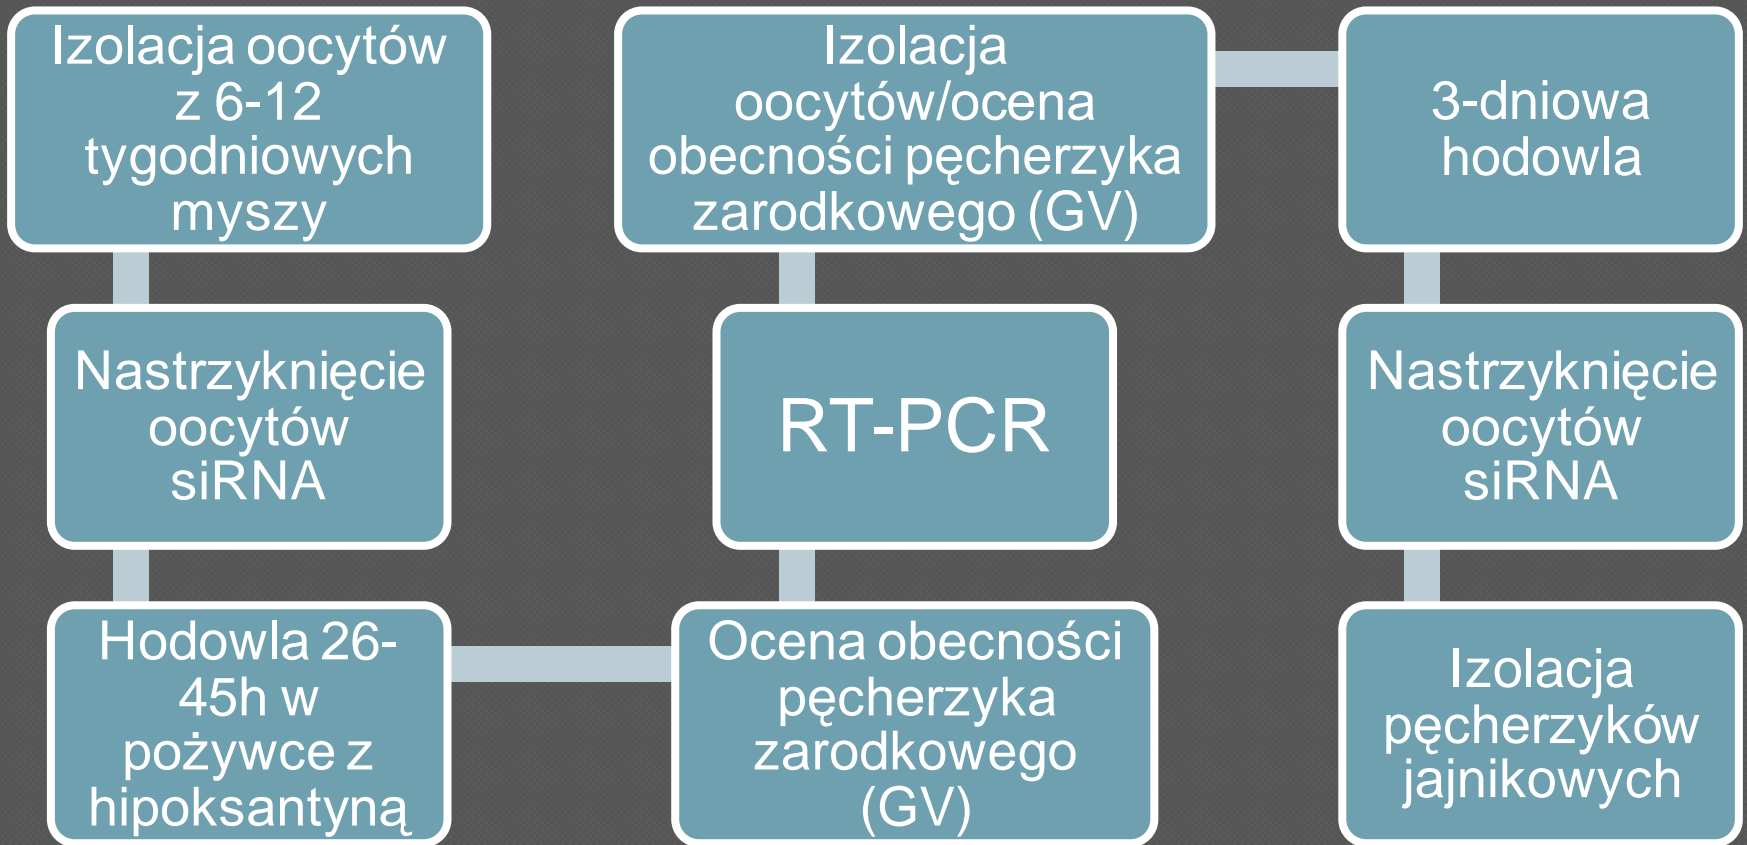 Izolacja oocytów
z 6-12
tygodniowych
myszy
Nastrzyknięcie
oocytów
siRNA
Hodowla 26-
45h w
pożywce z
hipoksantyną
Ocena obecności
pęcherzyka
zarodkowego
(GV)
RT-PCR
Izolacja
oocytów/ocena
obecności pęcherzyka
zarodkowego (GV)
3-dniowa
hodowla
Nastrzyknięcie
oocytów
siRNA
Izolacja
pęcherzyków
jajnikowych